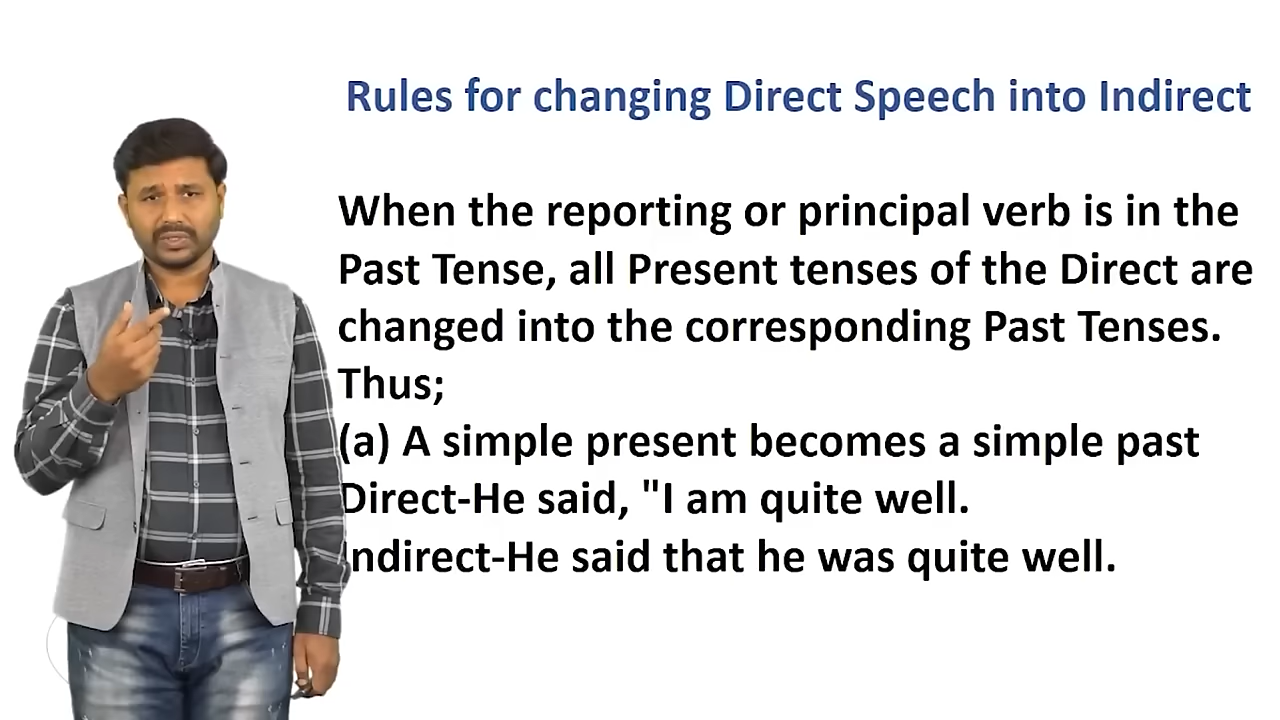 Rules for changing Direct Speech into Indirect
When the reporting or principal verb is in the
Past Tense, all Present tenses of the Direct are
changed into the corresponding Past Tenses.
Thus;
(a) A simple present becomes a simple past
Direct-He said, "I am quite well.
Indirect-He said that he was quite well.